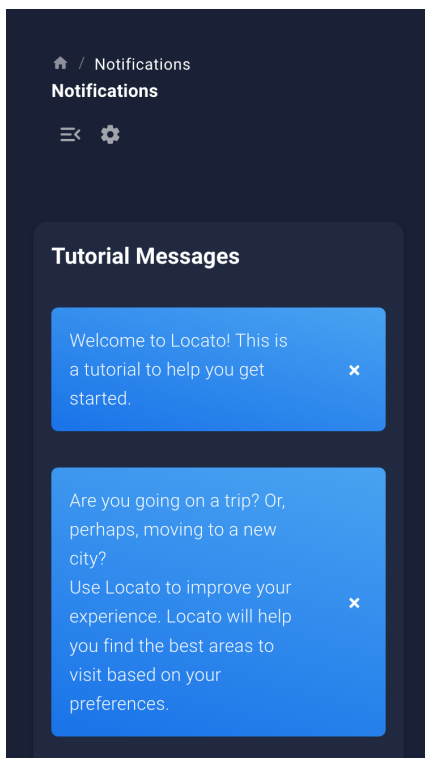 / Notifications
Notifications
Tutorial Messages
Welcome to Locato! This is
a tutorial to help you get
started.
×
Are you going on a trip? Or,
perhaps, moving to a new
city?
Use Locato to improve your
experience. Locato will help
you find the best areas to
visit based on your
preferences.
×